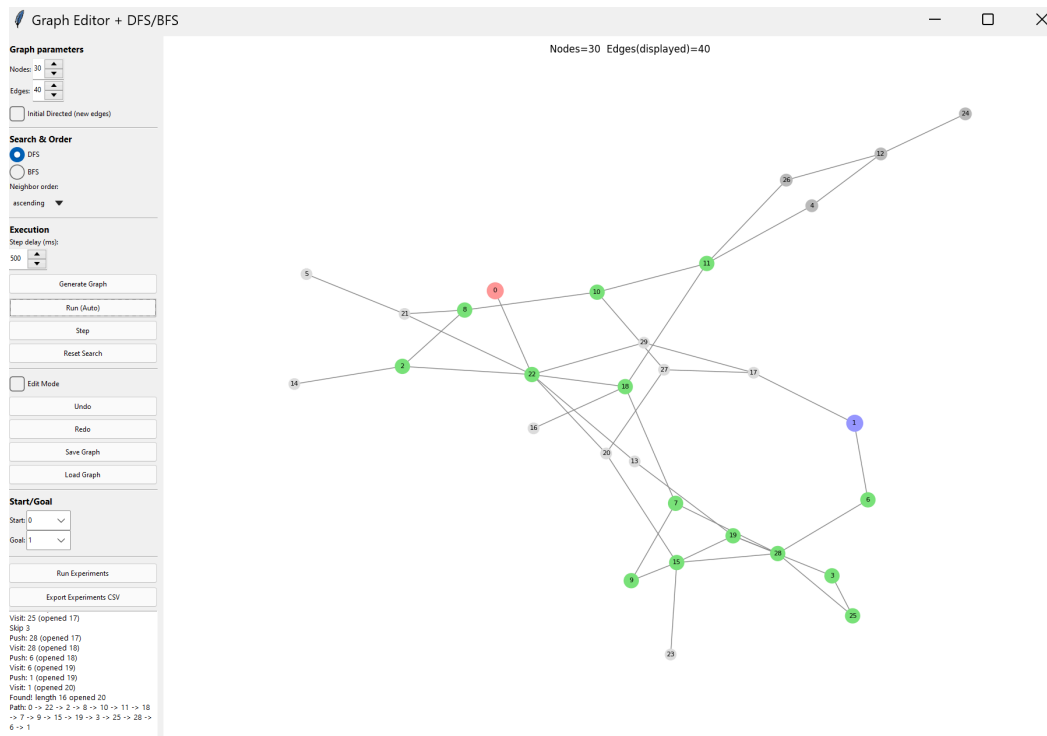 Graph Editor + DFS/BFS
Graph parameters
Nodes: 30
Edges: 40
Initial Directed (new edges)
Search & Order
DFS
BFS
Neighbor order:
ascending
Execution
Step delay (ms):
500
Generate Graph
Run (Auto)
Step
Reset Search
Edit Mode
Undo
Redo
Save Graph
Load Graph
Start/Goal
Start: 0
Goal: 1
Run Experiments
Export Experiments CSV
Visit: 25 (opened 17)
Skip 3
Push: 28 (opened 17)
Visit: 28 (opened 18)
Push: 6 (opened 18)
Visit: 6 (opened 19)
Push: 1 (opened 19)
Visit: 1 (opened 20)
Found! length 16 opened 20
Path: 0 -> 22 -> 2 -> 8 -> 10 -> 11 -> 18
-> 7 -> 9 -> 15 -> 19 -> 3 -> 25 -> 28 ->
6 -> 1
Nodes=30 Edges(displayed)=40
24
12
26
4
11
5
0
10
8
21
29
2
22
27
17
14
18
16
1
20
13
7
6
19
28
15
3
9
25
23